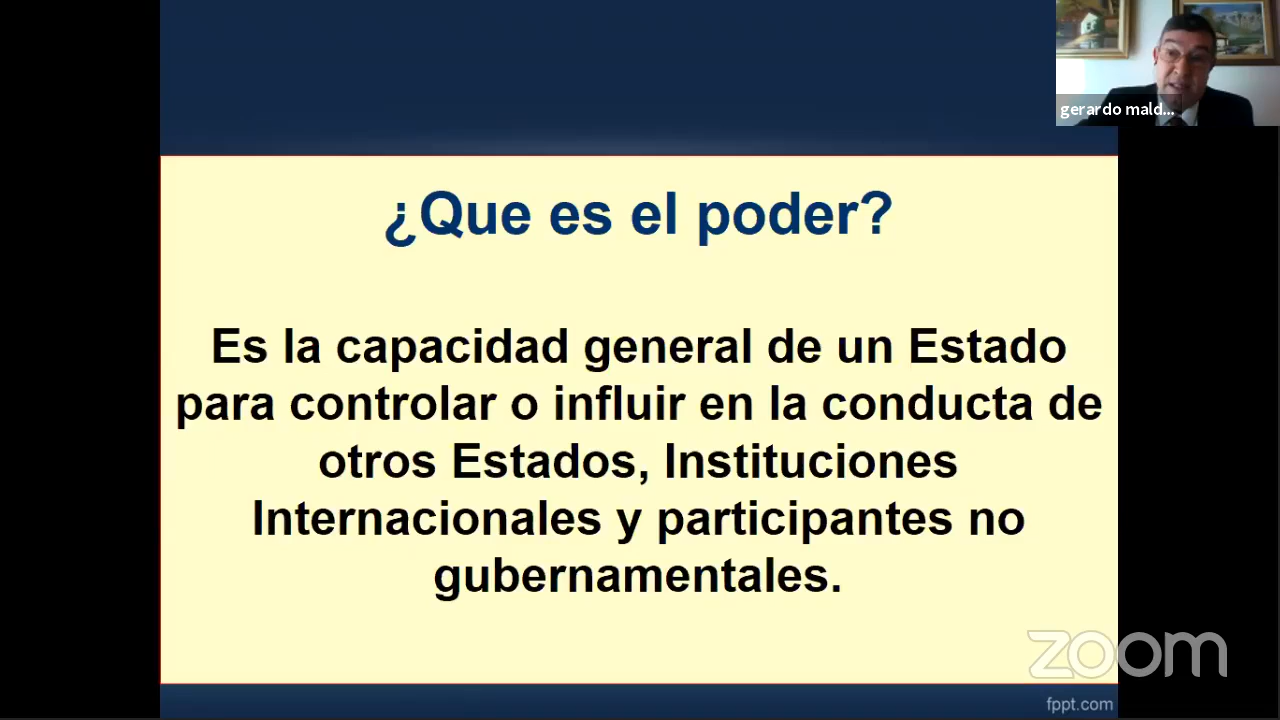 gerardo mald...
¿Que es el poder?
Es la capacidad general de un Estado
para controlar o influir en la conducta de
otros Estados, Instituciones
Internacionales y participantes no
gubernamentales.
zoom
fppt.com